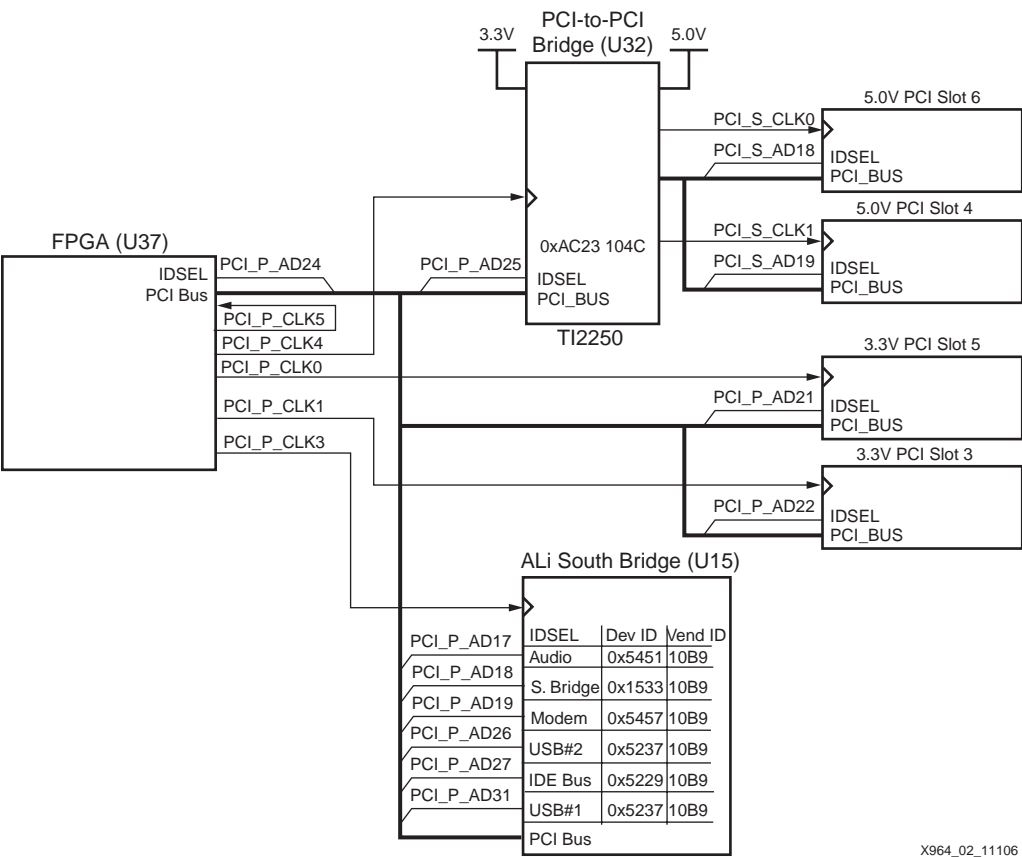 PCI-to-PCI
Bridge (U32)
3.3V
5.0V
5.0V PCI Slot 6
PCI_S_CLK0
PCI_S_AD18
IDSEL
PCI_BUS
5.0V PCI Slot 4
PCI_S_CLK1
PCI_S_AD19
IDSEL
PCI_BUS
FPGA (U37)
IDSEL
PCI Bus
PCI_P_AD24
PCI_P_CLK5
PCI_P_CLK4
PCI_P_CLK0
PCI_P_CLK1
PCI_P_CLK3
PCI_P_AD25
0xAC23 104C
IDSEL
PCI_BUS
TI2250
3.3V PCI Slot 5
PCI_P_AD21
IDSEL
PCI_BUS
3.3V PCI Slot 3
PCI_P_AD22
IDSEL
PCI_BUS
ALi South Bridge (U15)
IDSEL Dev ID Vend ID
PCI_P_AD17 Audio 0x5451 10B9
PCI_P_AD18 S. Bridge 0x1533 10B9
PCI_P_AD19 Modem 0x5457 10B9
PCI_P_AD26 USB#2 0x5237 10B9
PCI_P_AD27 IDE Bus 0x5229 10B9
PCI_P_AD31 USB#1 0x5237 10B9
PCI Bus
X964_02_11106